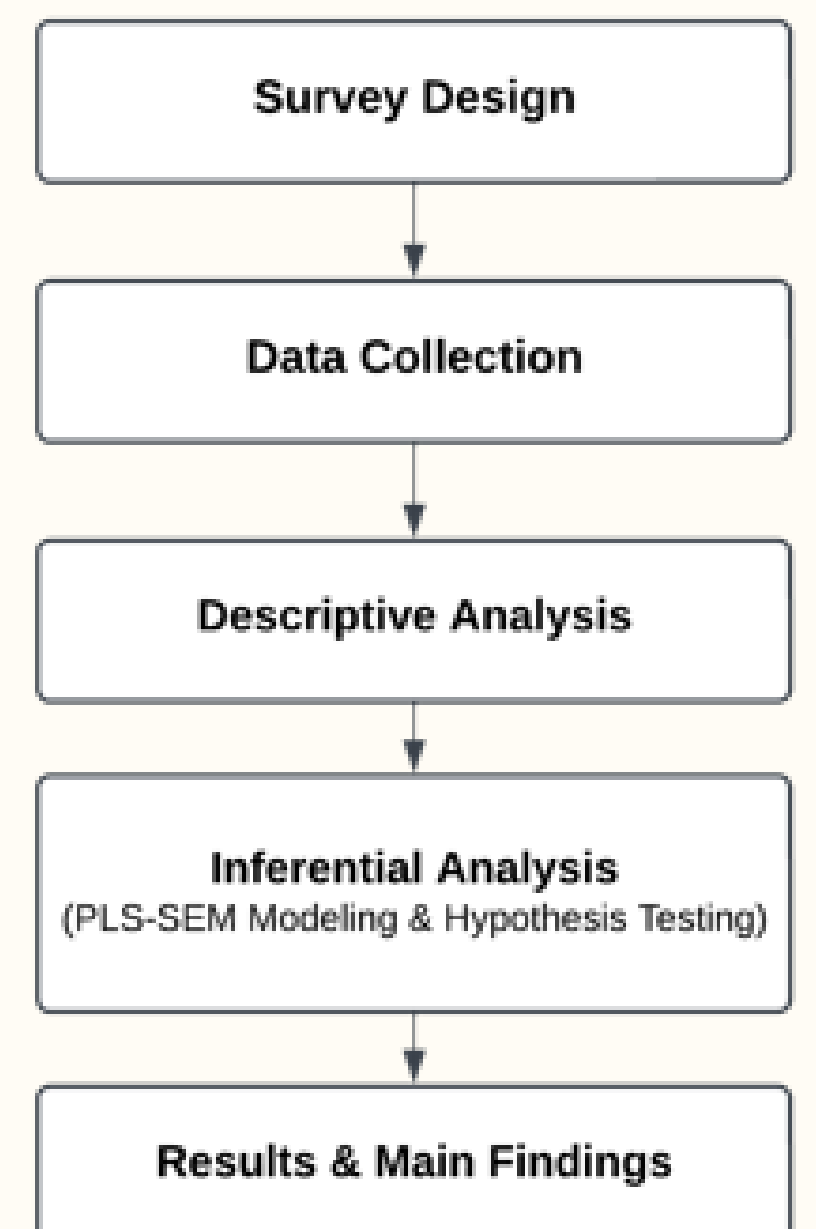 Survey Design
Data Collection
Descriptive Analysis
Inferential Analysis
(PLS-SEM Modeling & Hypothesis Testing)
Results & Main Findings